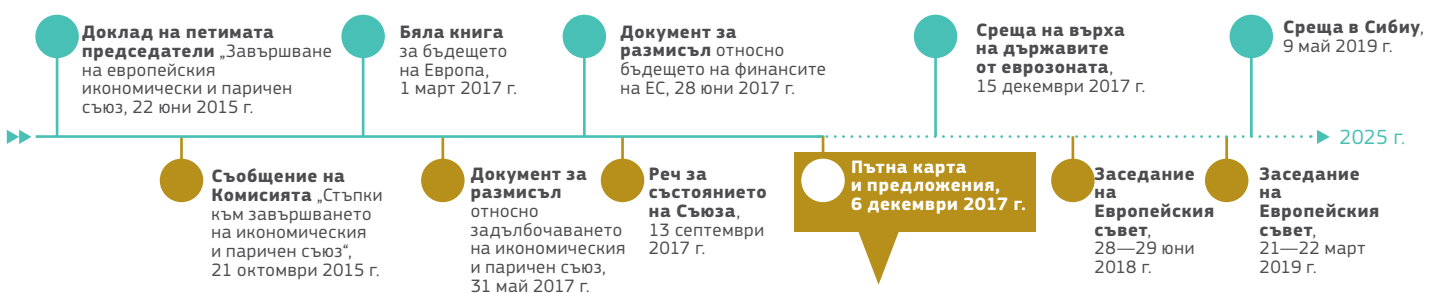 Доклад на петимата
председатели „Завършване
на европейския
икономически и паричен
съюз, 22 юни 2015 г.
Бяла книга
за бъдещето
на Европа,
1 март 2017 г.
Документ за
размисъл относно
бъдещето на финансите
на ЕС, 28 юни 2017 г.
Среща на върха
на държавите
от еврозоната,
15 декември 2017 г.
Среща в Сибиу,
9 май 2019 г.
2025 г.
Съобщение на
Комисията „Стъпки
към завършването
на икономическия
и паричен съюз“,
21 октомври 2015 г.
Документ за
размисъл
относно
задълбочаването
на икономическия
и паричен съюз,
31 май 2017 г.
Реч за
състоянието
на Съюза,
13 септември
2017 г.
Пътна карта
и предложения,
6 декември 2017 г.
Заседание
на
Европейския
съвет,
28—29 юни
2018 г.
Заседание
на
Европейския
съвет,
21—22 март
2019 г.